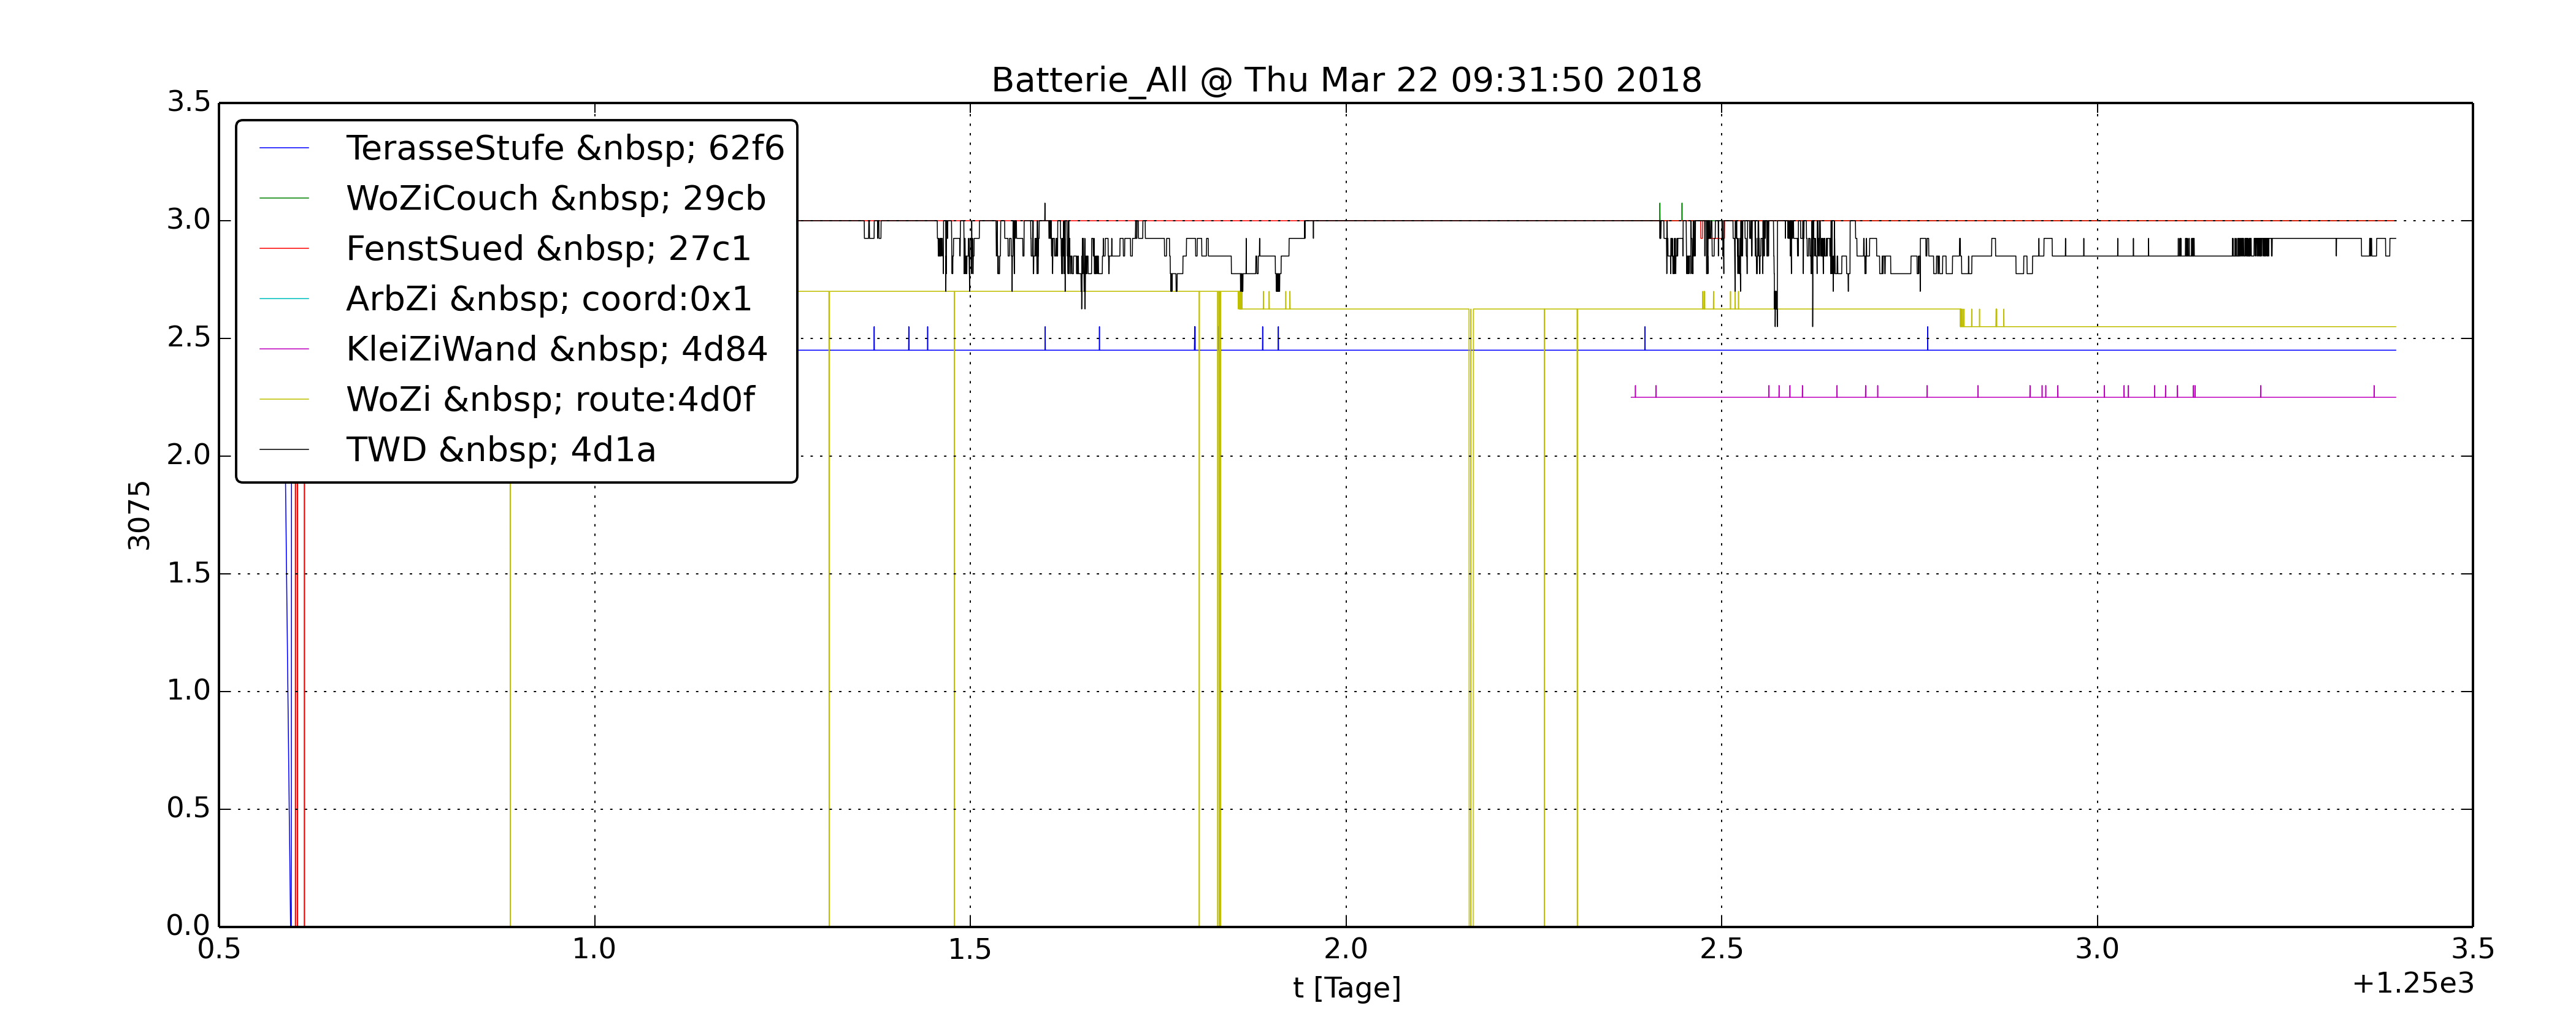 Batterie_All @ Thu Mar 22 09:31:50 2018
3.5
3.0
2.5
2.0
1.5
1.0
0.5
0.0
3075
TerasseStufe &nbsp; 62f6
WoZiCouch &nbsp; 29cb
FenstSued &nbsp; 27c1
ArbZi &nbsp; coord:0x1
KleiZiWand &nbsp; 4d84
WoZi &nbsp; route:4d0f
TWD &nbsp; 4d1a
0.5 1.0 1.5 2.0 2.5 3.0 3.5
t [Tage]
+1.25e3